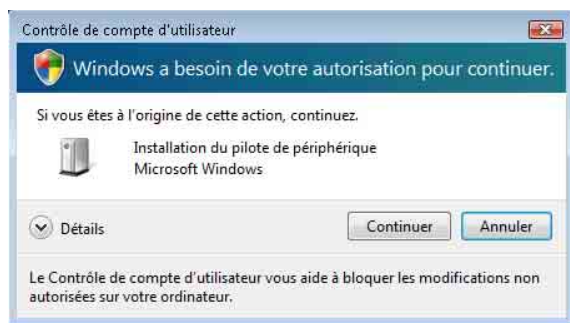 Contrôle de compte d'utilisateur
Windows a besoin de votre autorisation pour continuer.
Si vous êtes à l'origine de cette action, continuez.
Installation du pilote de périphérique
Microsoft Windows
Détails
Continuer
Annuler
Le Contrôle de compte d'utilisateur vous aide à bloquer les modifications non
autorisées sur votre ordinateur.